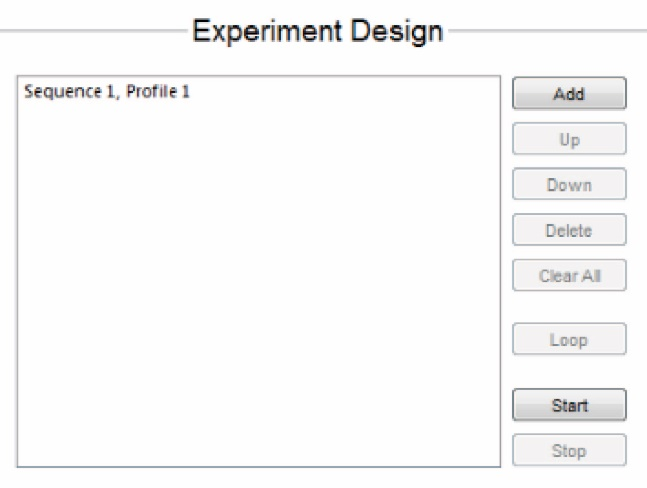 Experiment Design
Sequence 1, Profile 1
Add
Up
Down
Delete
Clear All
Loop
Start
Stop